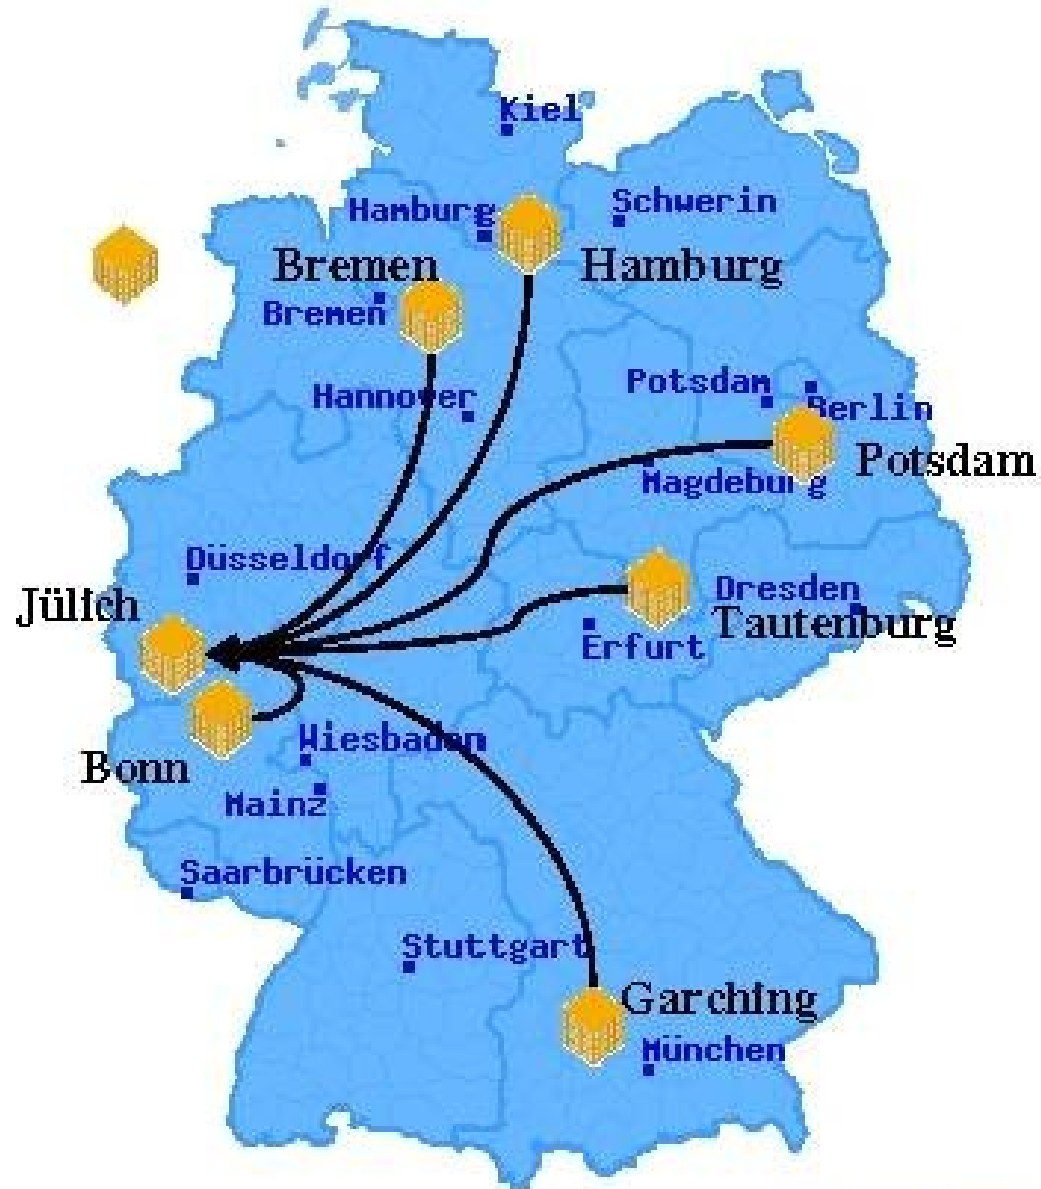 Kiel
Schwerin
Hamburg
Bremen
Hamburg
Bremen
Potsdam
Hannover
Berlin
Potsdam
Magdeburg
Düsseldorf
Dresden
Jülich
Tautenburg
Erfurt
Wiesbaden
Bonn
Mainz
Saarbrücken
Stuttgart
Garching
München